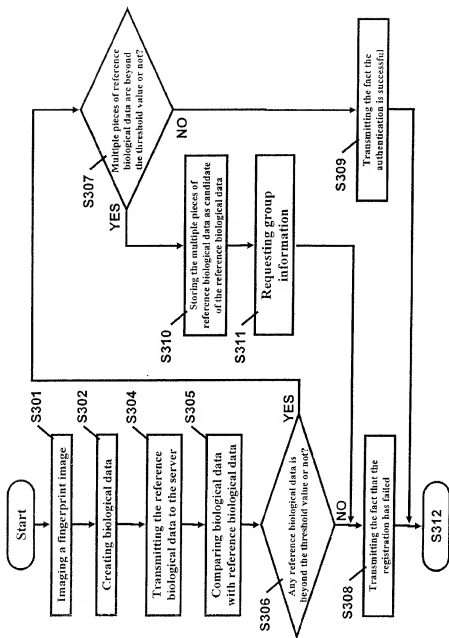 Start
S301
Imaging a fingerprint image
S302
Creating biological data
S304
Transmitting the reference
biological data to the server
S305
Comparing biological data
with reference biological data
S306
Any reference biological data is
beyond the threshold value or not?
YES
NO
S308
Transmitting the fact that the
registration has failed
S312
S307
Multiple pieces of reference
biological data are beyond
the threshold value or not?
YES
NO
S310
Storing the multiple pieces of
reference biological data as candidate
of the reference biological data
S311
Requesting group
information
S309
Transmitting the fact the
authentication is successful